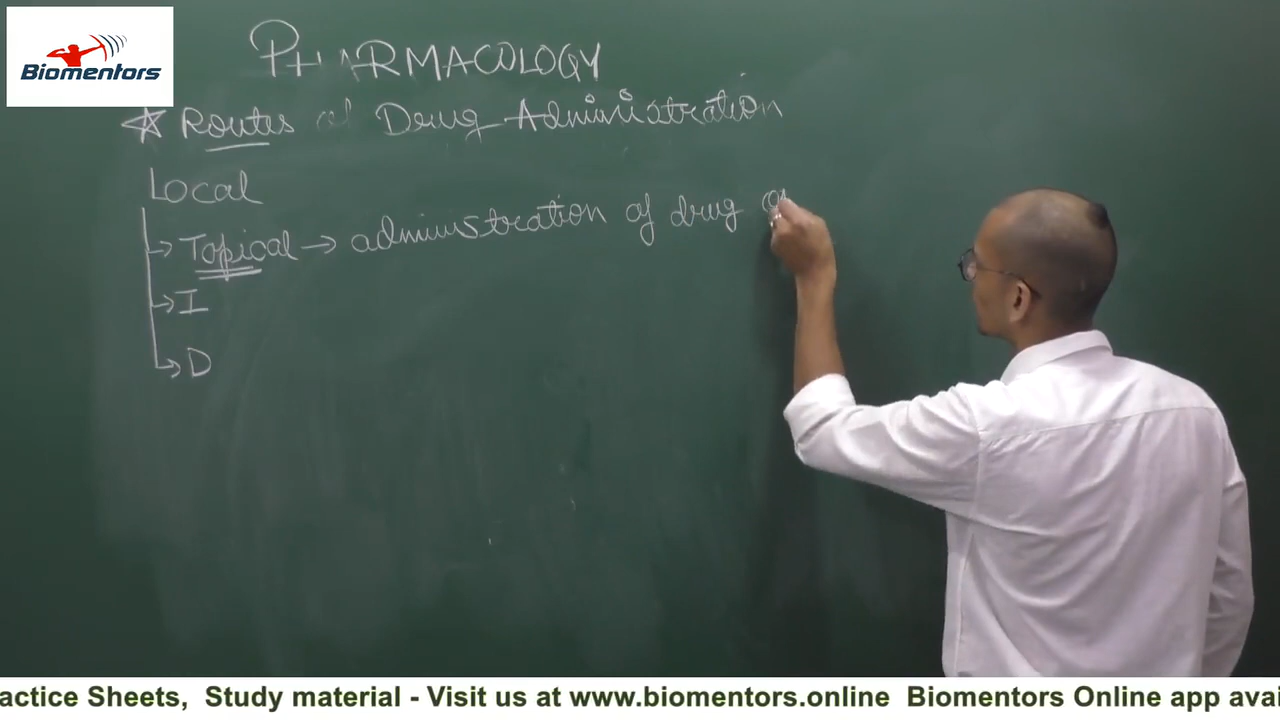 Biomentors
PHARMACOLOGY
☆ Routes of Drug Administration
Local
→ Topical → administration of drug
→ I
→ D
actice Sheets, Study material - Visit us at www.biomentors.online Biomentors Online app avai